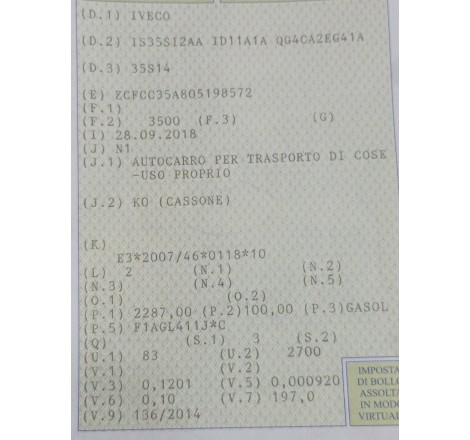 (D.1) IVECO
(D.2) IS35SI2AA ID11A1A QG4CA2EG41A
(D.3) 35S14
(E) ZCFCC35A805198572
(F.1)
(F.2) 3500 (F.3) (G)
(I) 28.09.2018
(J) N1
(J.1) AUTOCARRO PER TRASPORTO DI COSE
-USO PROPRIO
(J.2) K0 (CASSONE)
(K)
E3*2007/46*0118*10
(L) 2 (N.1) (N.2)
(N.3) (N.4) (N.5)
(O.1) (O.2)
(P.1) 2287,00 (P.2)100,00 (P.3)GASOL
(P.5) F1AGL411J*C
(Q) (S.1) 3 (S.2)
(U.1) 83 (U.2) 2700
(V.1) (V.2)
(V.3) 0,1201 (V.5) 0,000920
(V.6) 0,10 (V.7) 197,0
(V.9) 136/2014
IMPOSTA
DI BOLLO
ASSOLTA
IN MODO
VIRTUAL